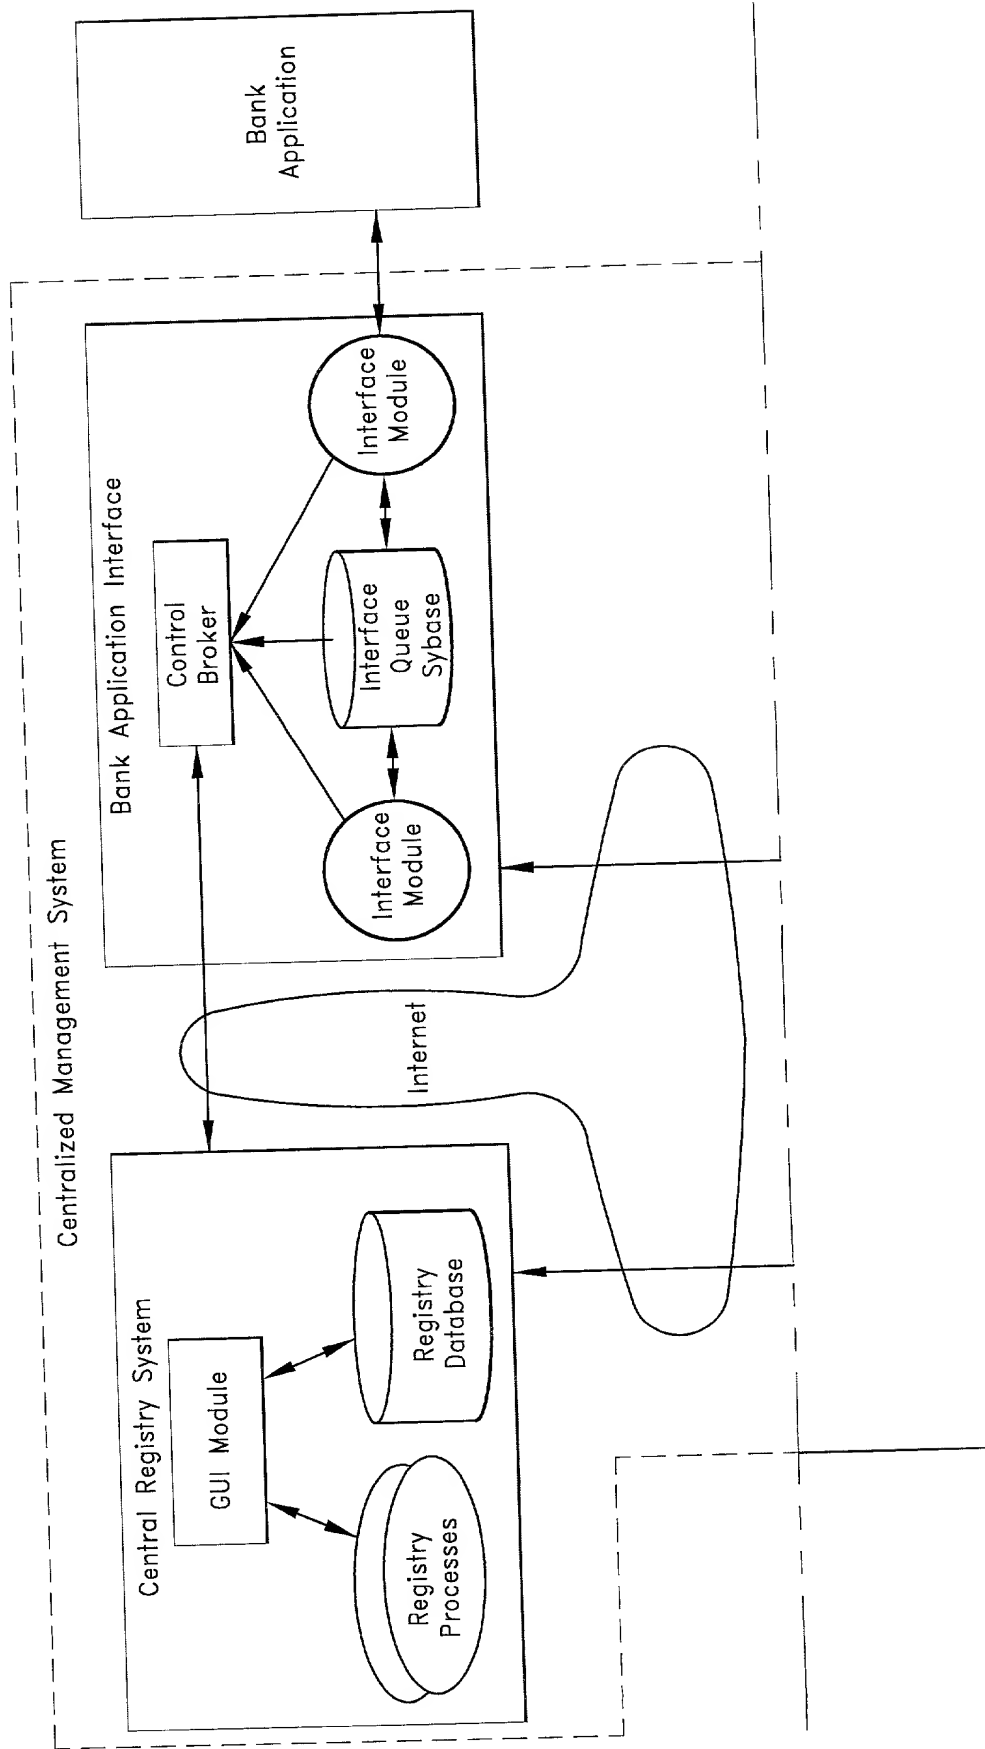 Centralized Management System
Central Registry System
GUI Module
Registry
Processes
Registry
Database
Internet
Bank Application Interface
Control
Broker
Interface
Module
Interface
Queue
Sybase
Interface
Module
Bank
Application